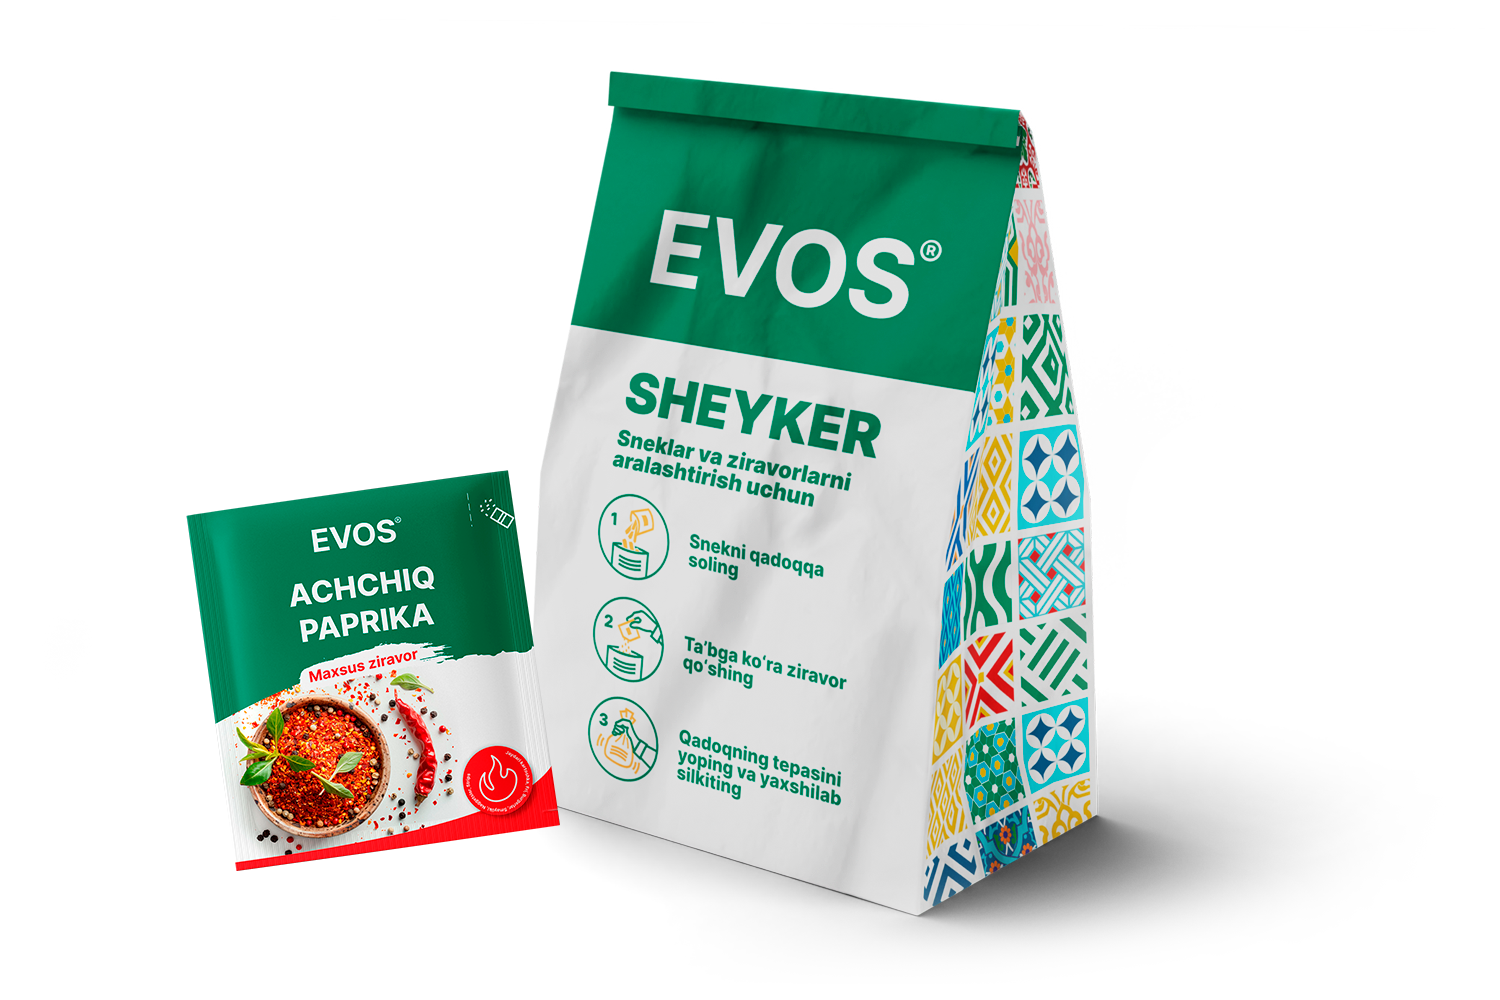 EVOS®
SHEYKER
Sneklar va ziravorlarni
aralashtirish uchun
1
Snekni qadoqqa
soling
2
Ta’bga ko‘ra ziravor
qo‘shing
3
Qadoqning tepasini
yoping va yaxshilab
silkiting
EVOS®
ACHCHIQ
PAPRIKA
Maxsus ziravor